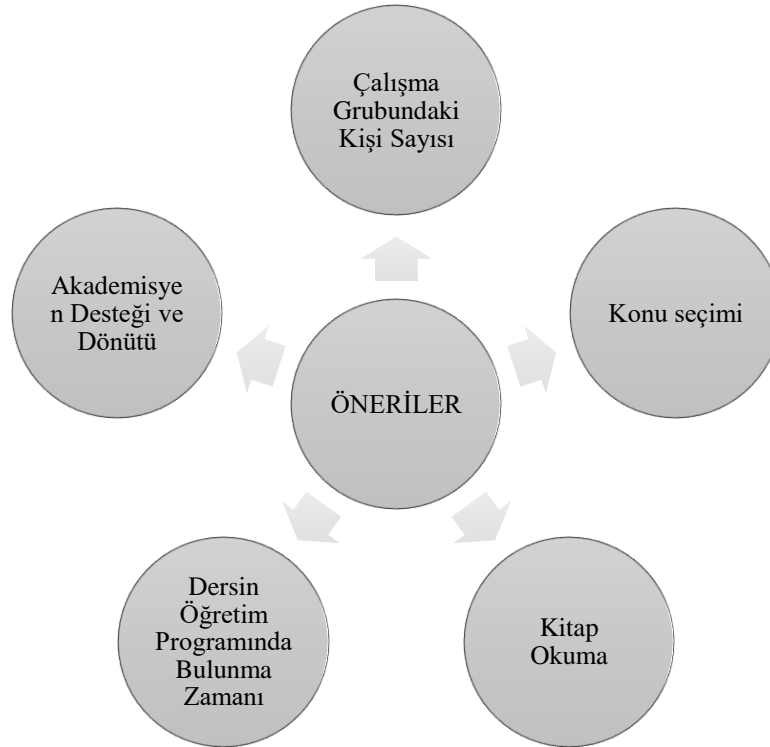 Çalışma
Grubundaki
Kişi Sayısı
Akademisye
n Desteği ve
Dönütü
Konu seçimi
ÖNERİLER
Dersin
Öğretim
Programında
Bulunma
Zamanı
Kitap
Okuma